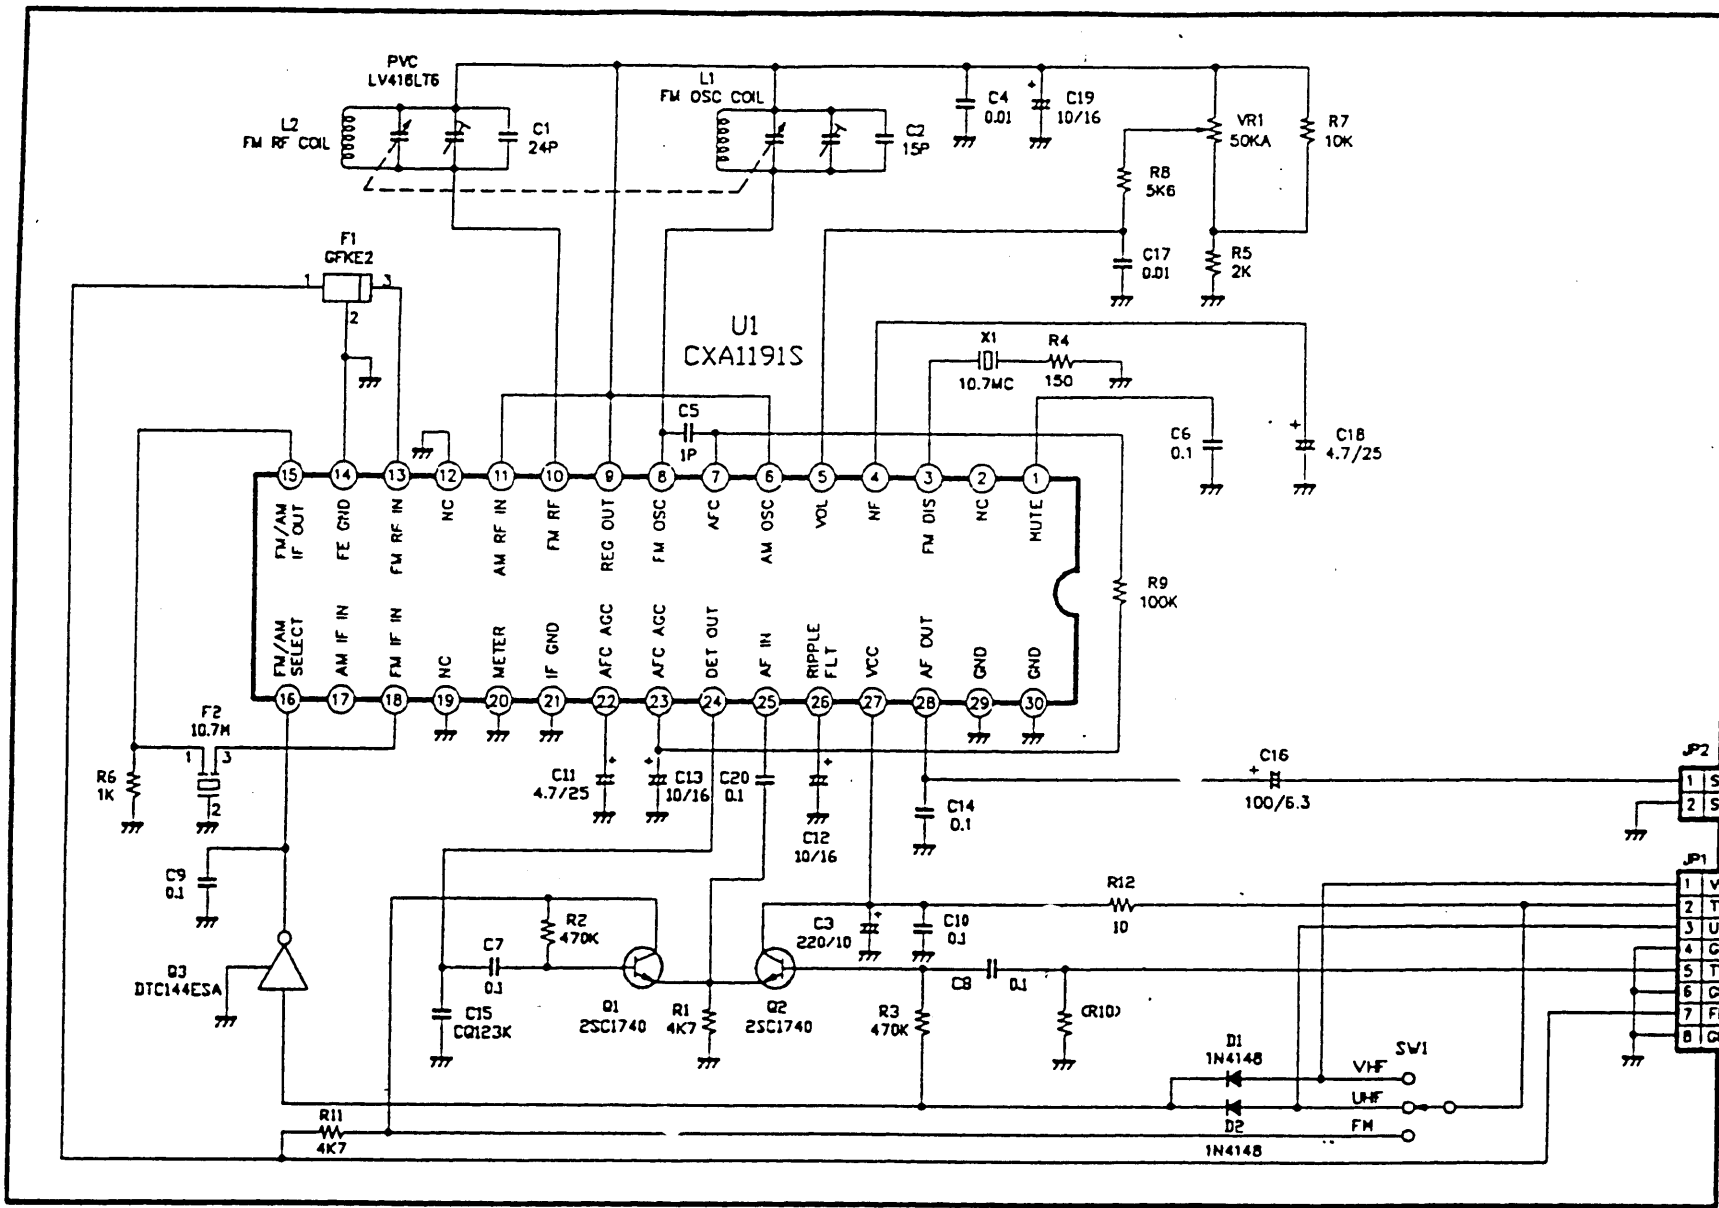 PVC
LV416LT6
L2
FM RF COIL
C1
24P
L1
FM OSC COIL
C2
15P
C4
0.01
+
C19
10/16
VR1
50KA
R7
10K
R8
5K6
C17
0.01
R5
2K
F1
GFKE2
1
3
2
U1
CXA1191S
X1
10.7MC
R4
150
C5
1P
C6
0.1
+
C18
4.7/25
15
14
13
12
11
10
9
8
7
6
5
4
3
2
1
FM/AM
IF OUT
FE GND
FM RF IN
NC
AM RF IN
FM RF
REG OUT
FM OSC
AFC
AM OSC
VOL
NF
FM DIS
NC
MUTE
R9
100K
FM/AM
SELECT
AM IF IN
FM IF IN
NC
METER
IF GND
AFC AGC
AFC AGC
DET OUT
AF IN
RIPPLE
FLT
VCC
AF OUT
GND
GND
16
17
18
19
20
21
22
23
24
25
26
27
28
29
30
F2
10.7M
1
3
2
R6
1K
C11
4.7/25
+
+
C13
10/16
C20
0.1
+
C12
10/16
C14
0.1
+
C16
100/6.3
JP2
1 S
2 S
C9
0.1
Q3
DTC144ESA
R2
470K
C7
0.1
C15
CQ123K
Q1
2SC1740
R1
4K7
Q2
2SC1740
C3
220/10
+
C10
0.1
R12
10
C8
0.1
R3
470K
(R10)
JP1
1 V
2 T
3 U
4 G
5 T
6 G
7 F
8 G
D1
1N4148
SW1
VHF
UHF
FM
D2
1N4148
R11
4K7